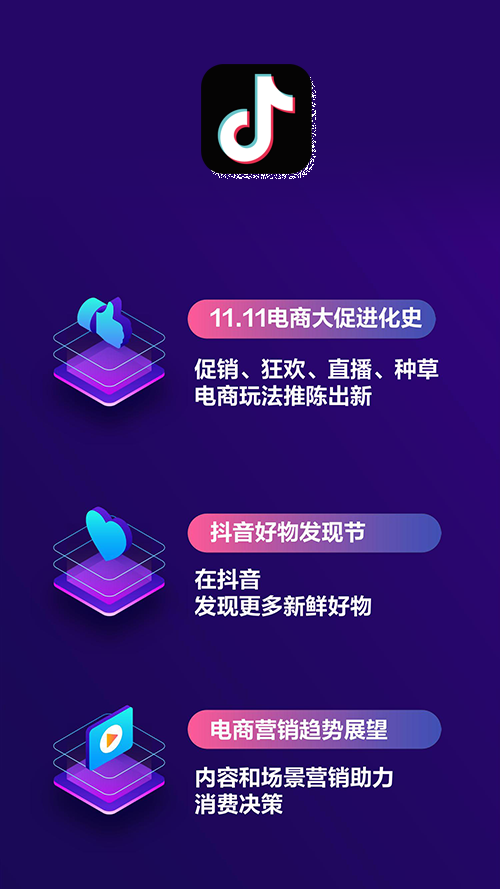 11.11电商大促进化史
促销、狂欢、直播、种草
电商玩法推陈出新
抖音好物发现节
在抖音
发现更多新鲜好物
电商营销趋势展望
内容和场景营销助力
消费决策